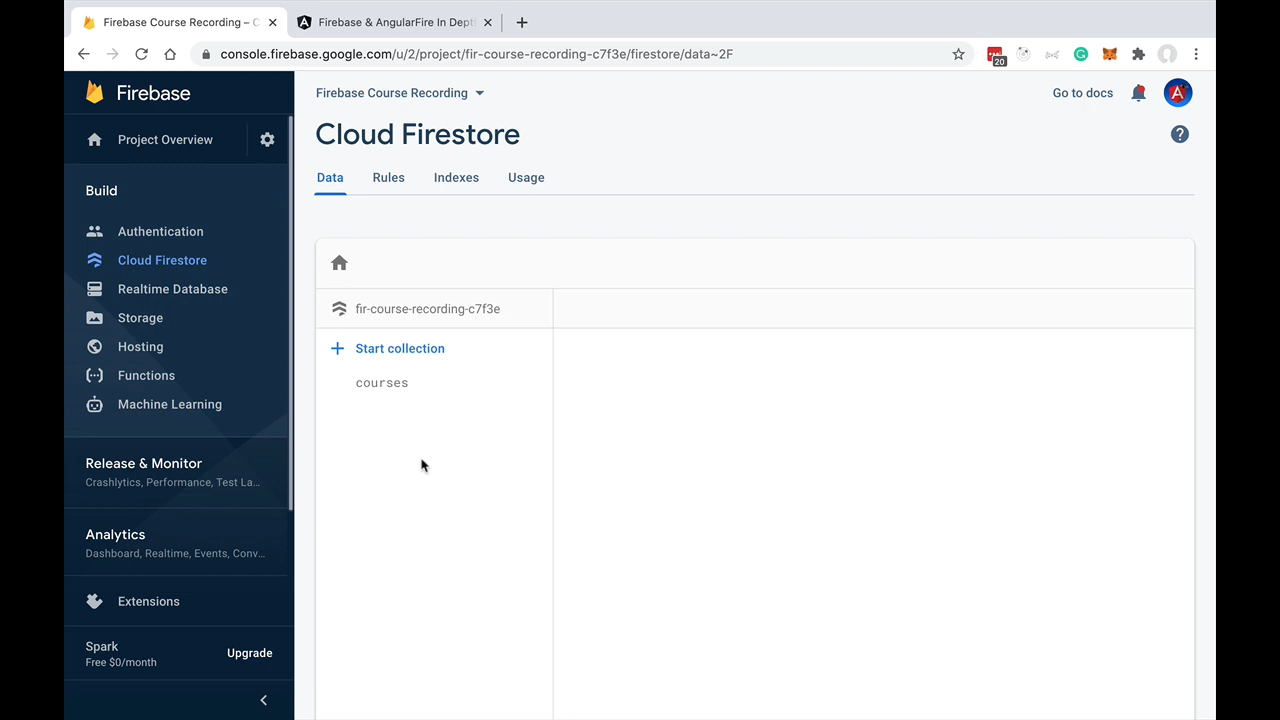 Firebase Course Recording – C
Firebase & AngularFire In Dept
console.firebase.google.com/u/2/project/fir-course-recording-c7f3e/firestore/data~2F
20
Firebase
Firebase Course Recording
Go to docs
Project Overview
Cloud Firestore
Data
Rules
Indexes
Usage
Build
Authentication
Cloud Firestore
Realtime Database
Storage
Hosting
Functions
Machine Learning
fir-course-recording-c7f3e
Start collection
courses
Release & Monitor
Crashlytics, Performance, Test La...
Analytics
Dashboard, Realtime, Events, Conv...
Extensions
Spark
Free $0/month
Upgrade